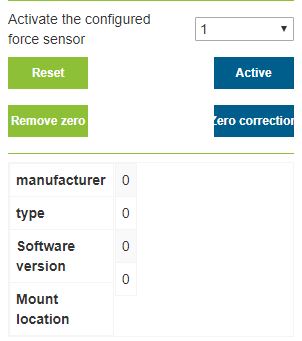 Activate the configured
force sensor
1
Reset
Active
Remove zero
Zero correction
manufacturer 0
type 0
Software
version 0
Mount
location 0